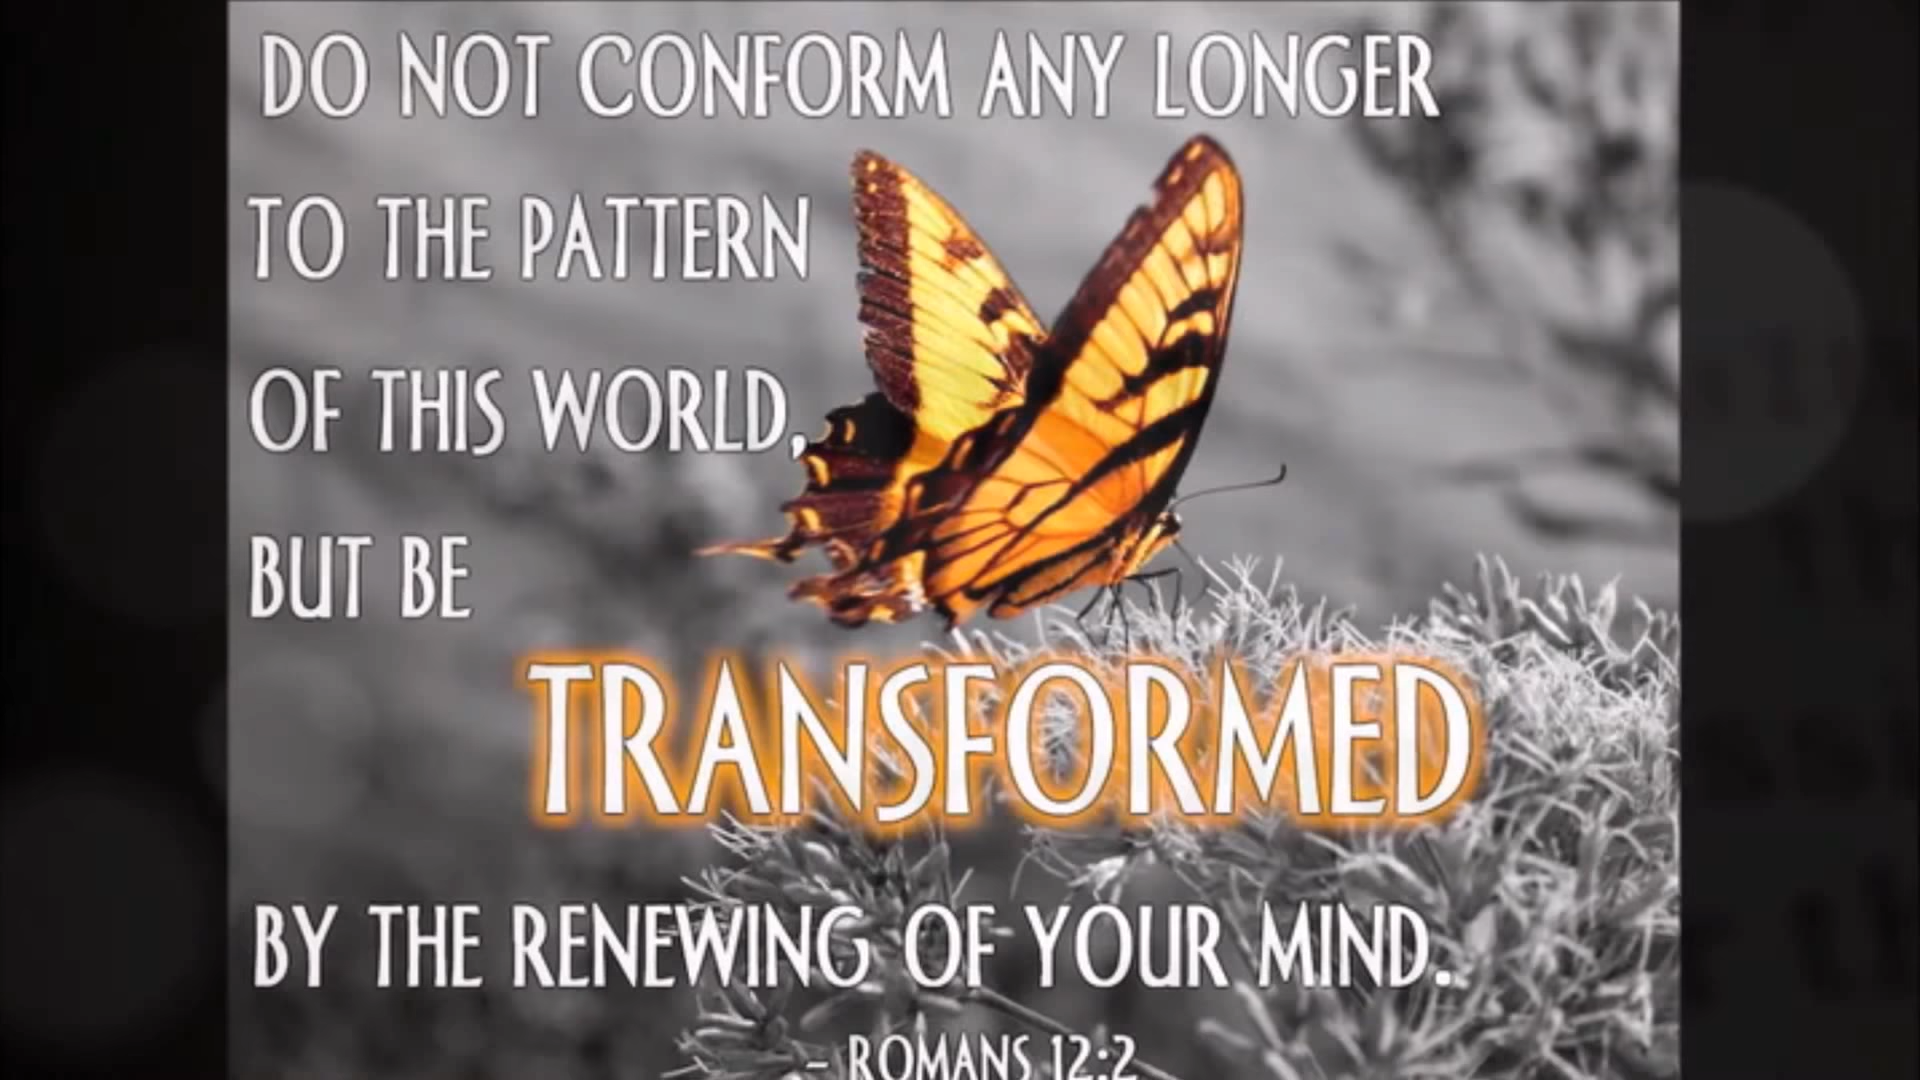 DO NOT CONFORM ANY LONGER
TO THE PATTERN
OF THIS WORLD,
BUT BE
TRANSFORMED
BY THE RENEWING OF YOUR MIND.
- ROMANS 12:2